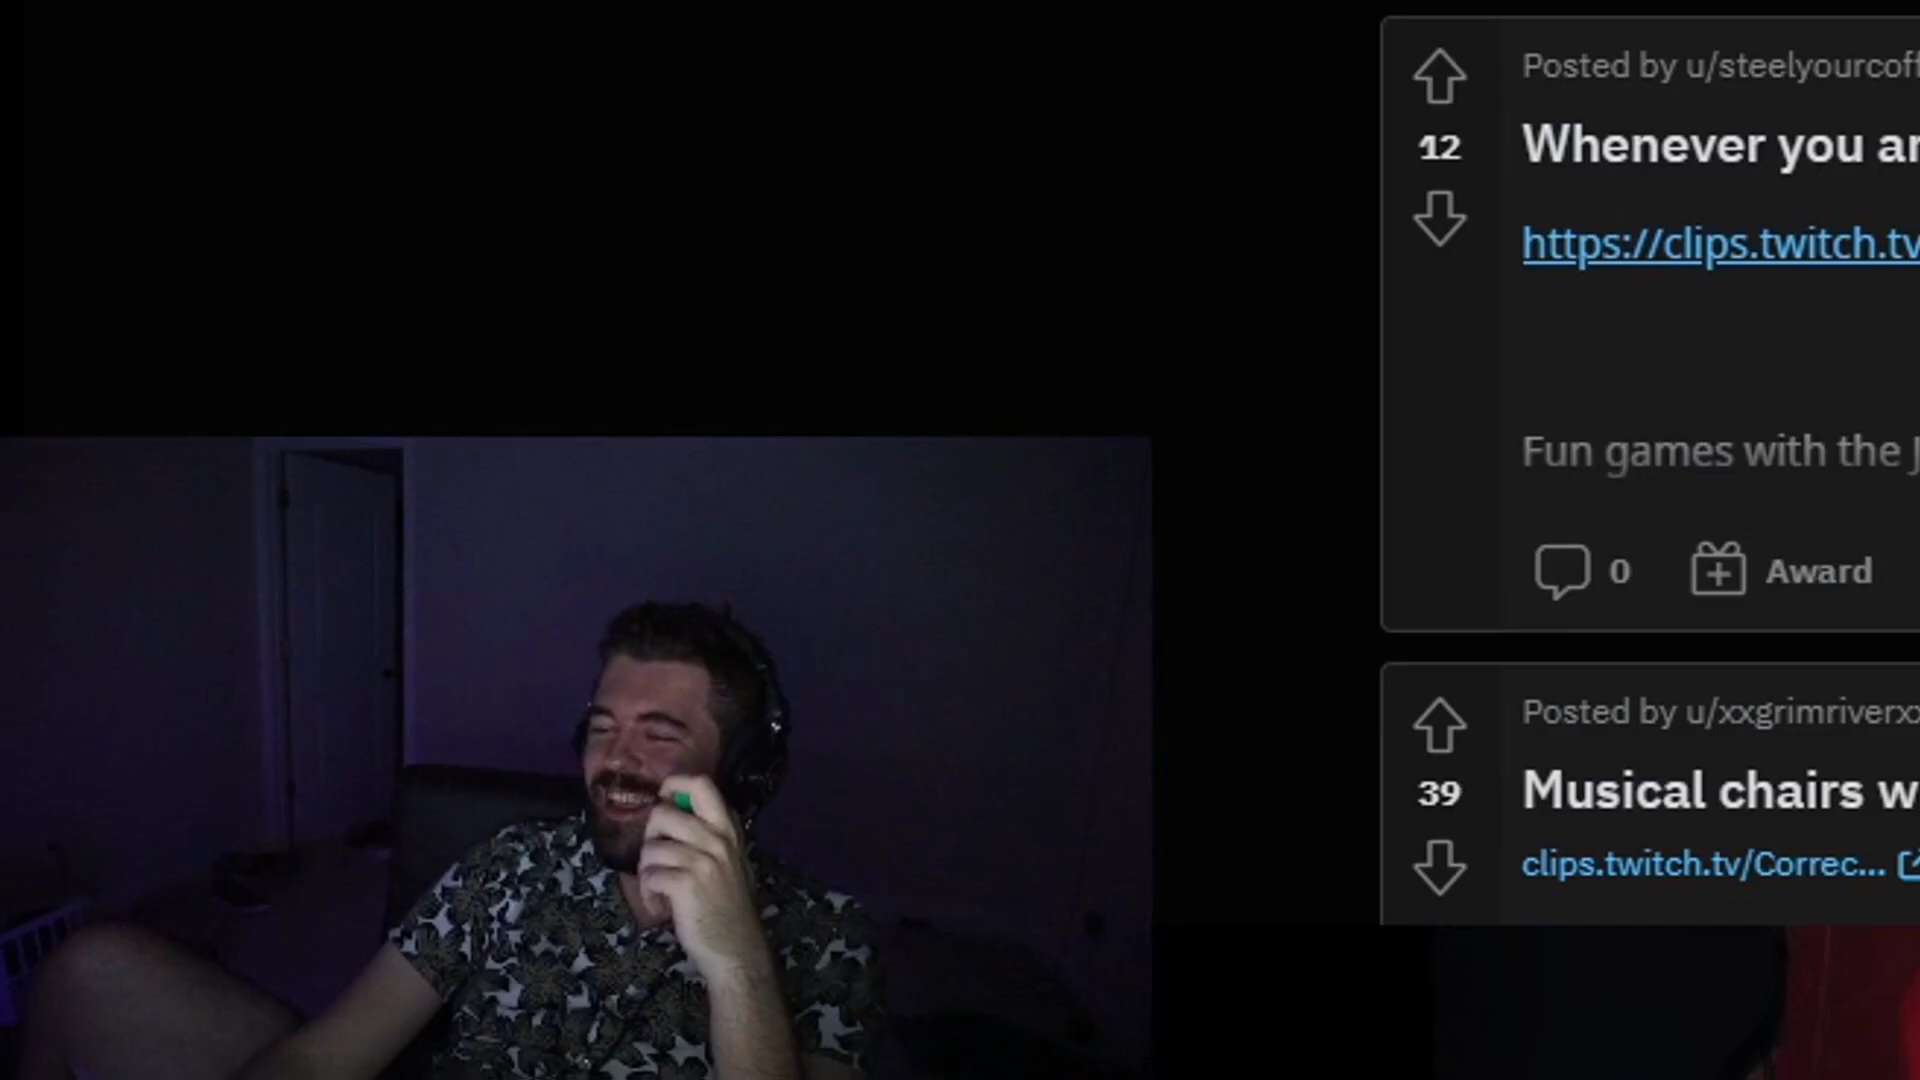 Posted by u/steelyourcoff
12
Whenever you ar
https://clips.twitch.tv
Fun games with the J
0 Award
Posted by u/xxgrimriverxx
39
Musical chairs w
clips.twitch.tv/Correc...